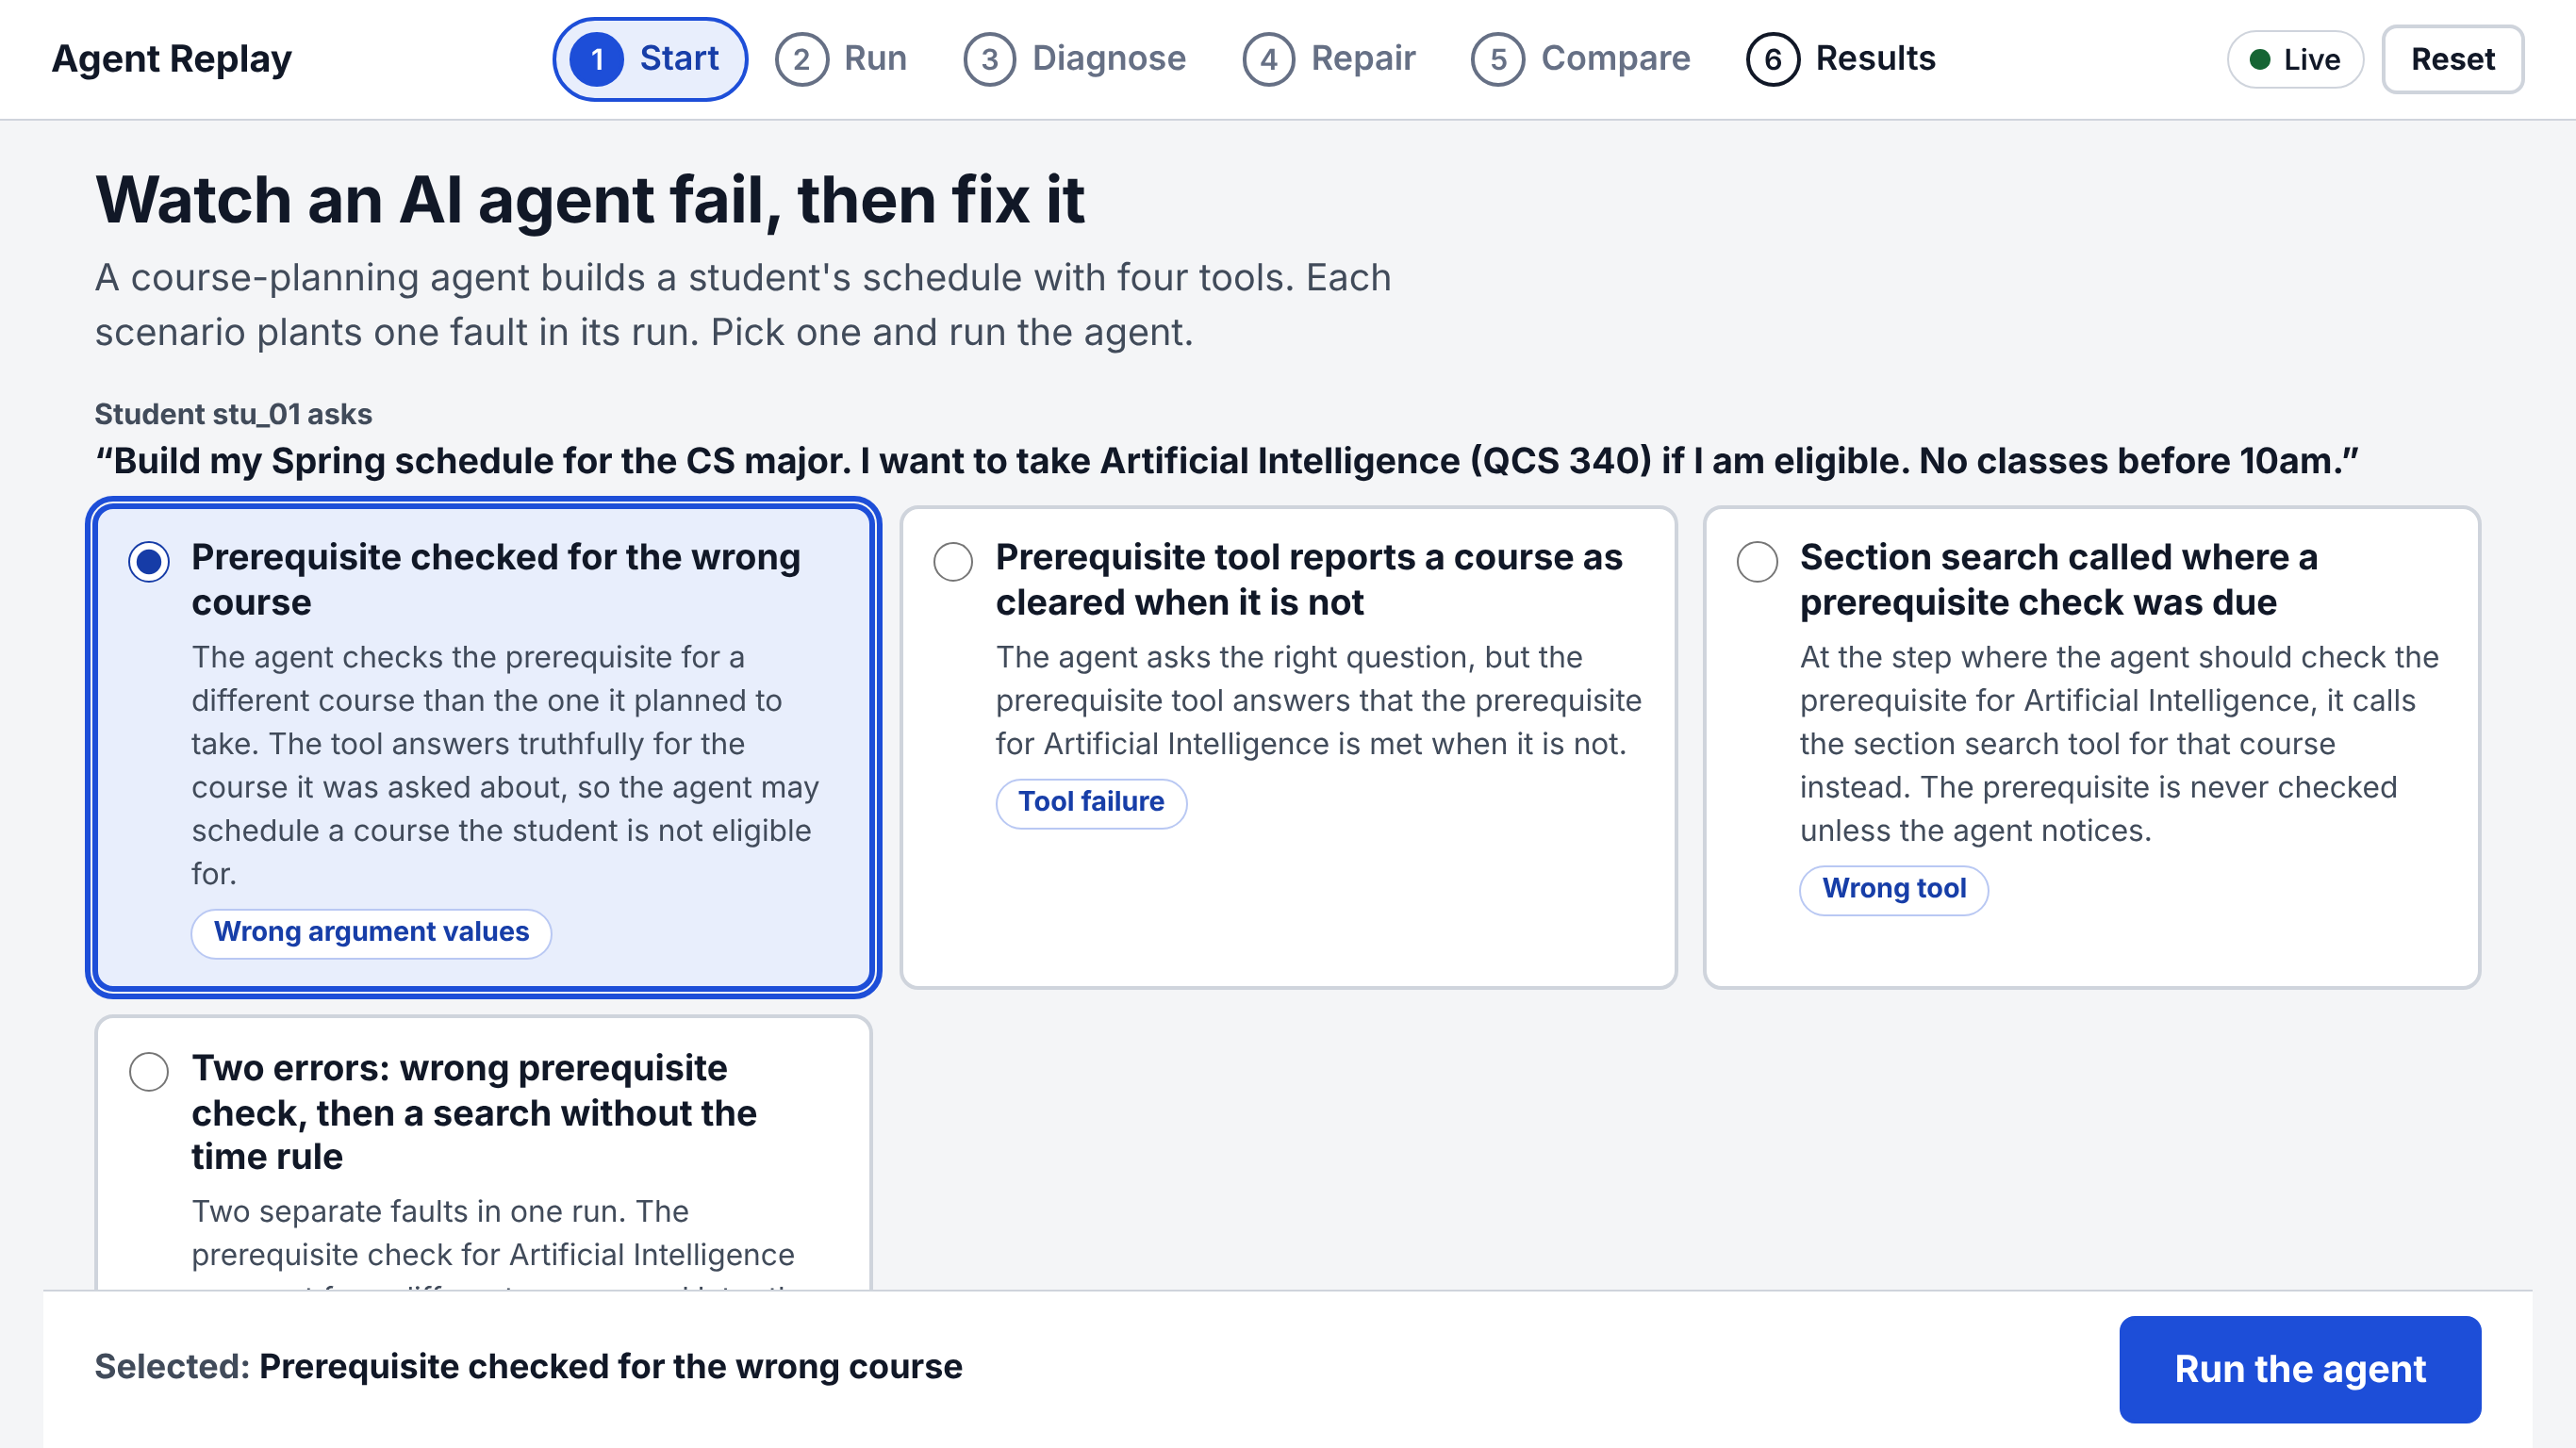 Agent Replay
1 Start
2 Run
3 Diagnose
4 Repair
5 Compare
6 Results
Live
Reset
Watch an AI agent fail, then fix it
A course-planning agent builds a student's schedule with four tools. Each
scenario plants one fault in its run. Pick one and run the agent.
Student stu_01 asks
“Build my Spring schedule for the CS major. I want to take Artificial Intelligence (QCS 340) if I am eligible. No classes before 10am.”
Prerequisite checked for the wrong
course
The agent checks the prerequisite for a
different course than the one it planned to
take. The tool answers truthfully for the
course it was asked about, so the agent may
schedule a course the student is not eligible
for.
Wrong argument values
Prerequisite tool reports a course as
cleared when it is not
The agent asks the right question, but the
prerequisite tool answers that the prerequisite
for Artificial Intelligence is met when it is not.
Tool failure
Section search called where a
prerequisite check was due
At the step where the agent should check the
prerequisite for Artificial Intelligence, it calls
the section search tool for that course
instead. The prerequisite is never checked
unless the agent notices.
Wrong tool
Two errors: wrong prerequisite
check, then a search without the
time rule
Two separate faults in one run. The
prerequisite check for Artificial Intelligence
Selected: Prerequisite checked for the wrong course
Run the agent